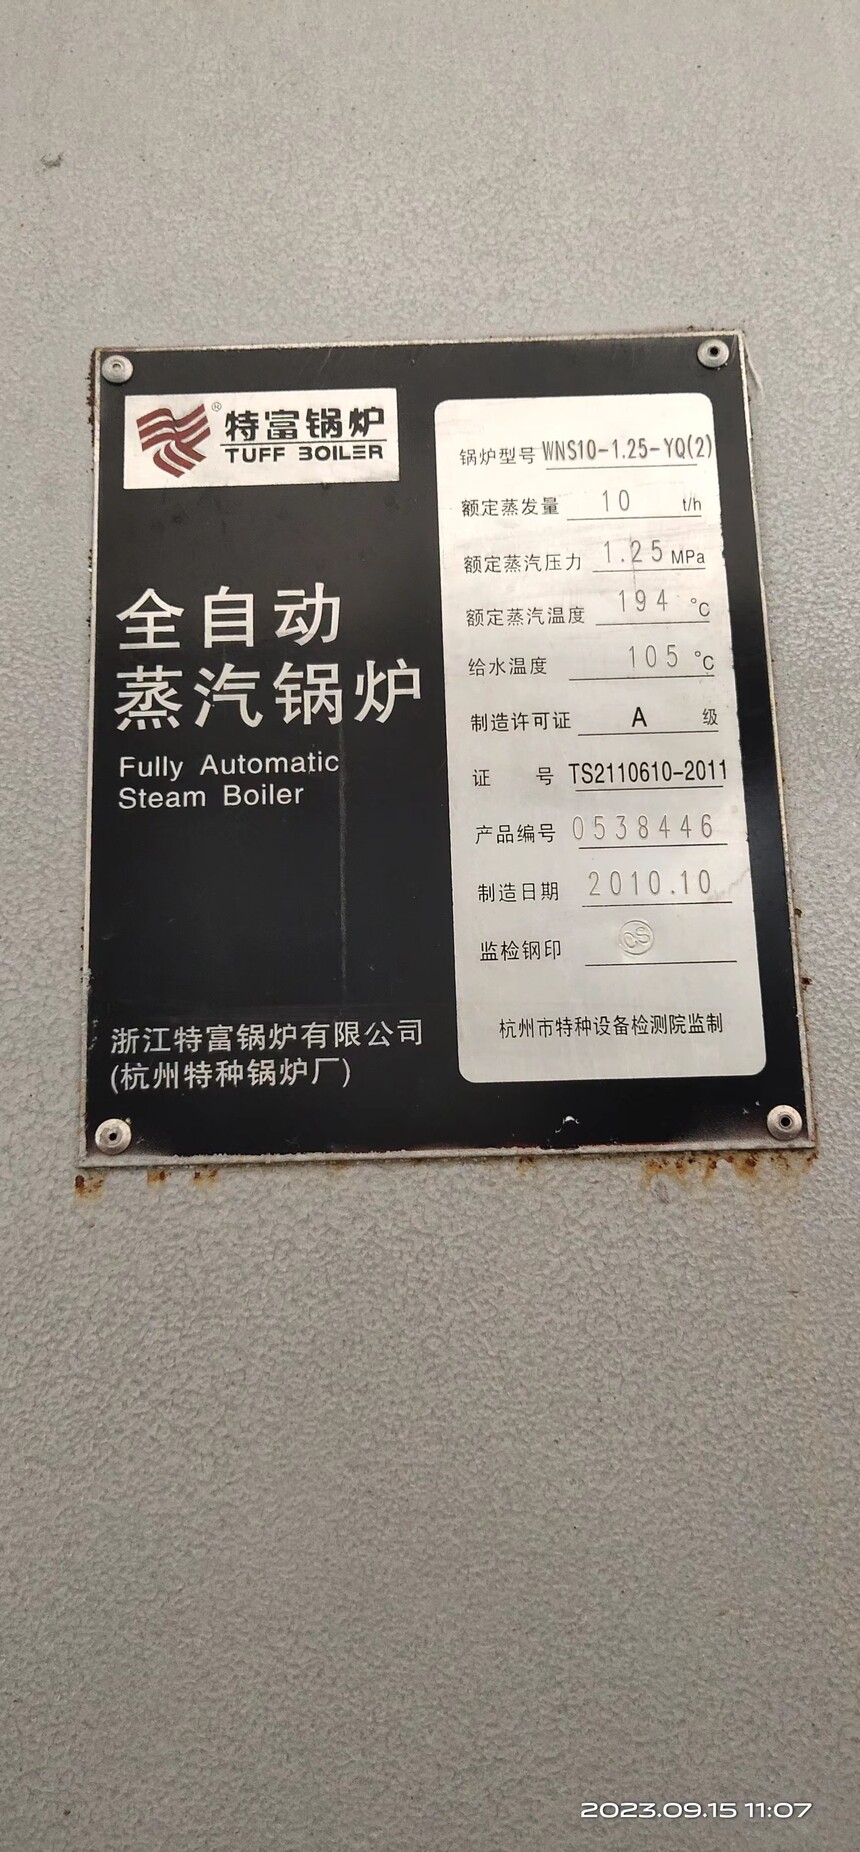 ®
特富锅炉
TUFF BOILER
全自动
蒸汽锅炉
Fully Automatic
Steam Boiler
浙江特富锅炉有限公司
(杭州特种锅炉厂)
锅炉型号 WNS10-1.25-YQ(2)
额定蒸发量 10 t/h
额定蒸汽压力 1.25 MPa
额定蒸汽温度 194 °C
给水温度 105 °C
制造许可证 A 级
证 号 TS2110610-2011
产品编号 0538446
制造日期 2010.10
监检钢印 CS
杭州市特种设备检测院监制
2023.09.15 11:07